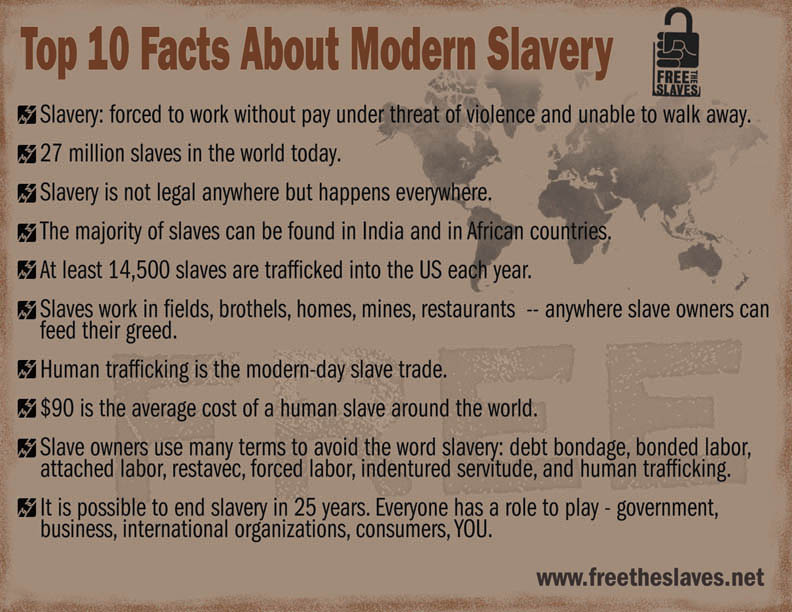 Top 10 Facts About Modern Slavery
FREE THE SLAVES
Slavery: forced to work without pay under threat of violence and unable to walk away.
27 million slaves in the world today.
Slavery is not legal anywhere but happens everywhere.
The majority of slaves can be found in India and in African countries.
At least 14,500 slaves are trafficked into the US each year.
Slaves work in fields, brothels, homes, mines, restaurants -- anywhere slave owners can
feed their greed.
Human trafficking is the modern-day slave trade.
$90 is the average cost of a human slave around the world.
Slave owners use many terms to avoid the word slavery: debt bondage, bonded labor,
attached labor, restavec, forced labor, indentured servitude, and human trafficking.
It is possible to end slavery in 25 years. Everyone has a role to play - government,
business, international organizations, consumers, YOU.
FREE
www.freetheslaves.net